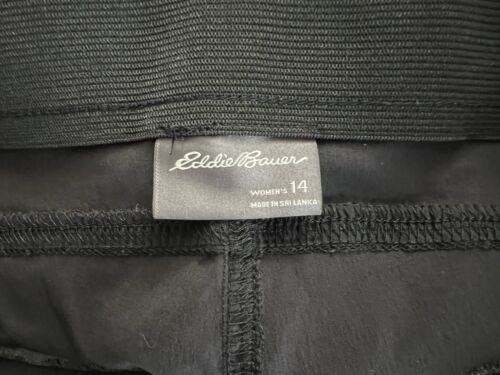 Eddie Bauer
WOMEN'S 14
MADE IN SRI LANKA